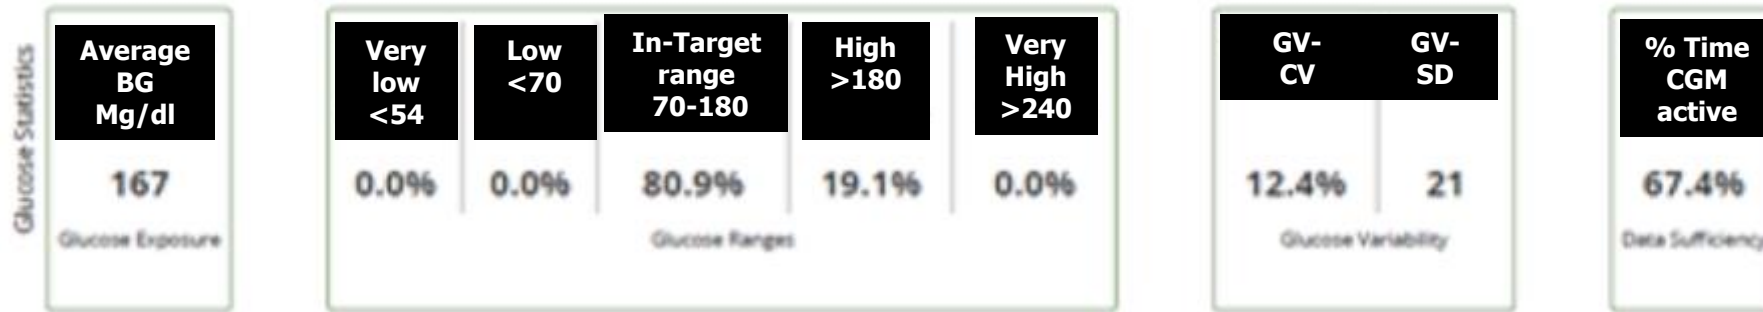 Glucose Statistics
Average
BG
Mg/dl
167
Glucose Exposure
Very
low
<54
0.0%
Low
<70
0.0%
In-Target
range
70-180
80.9%
High
>180
19.1%
Very
High
>240
0.0%
Glucose Ranges
GV-
CV
12.4%
GV-
SD
21
Glucose Variability
% Time
CGM
active
67.4%
Data Sufficiency